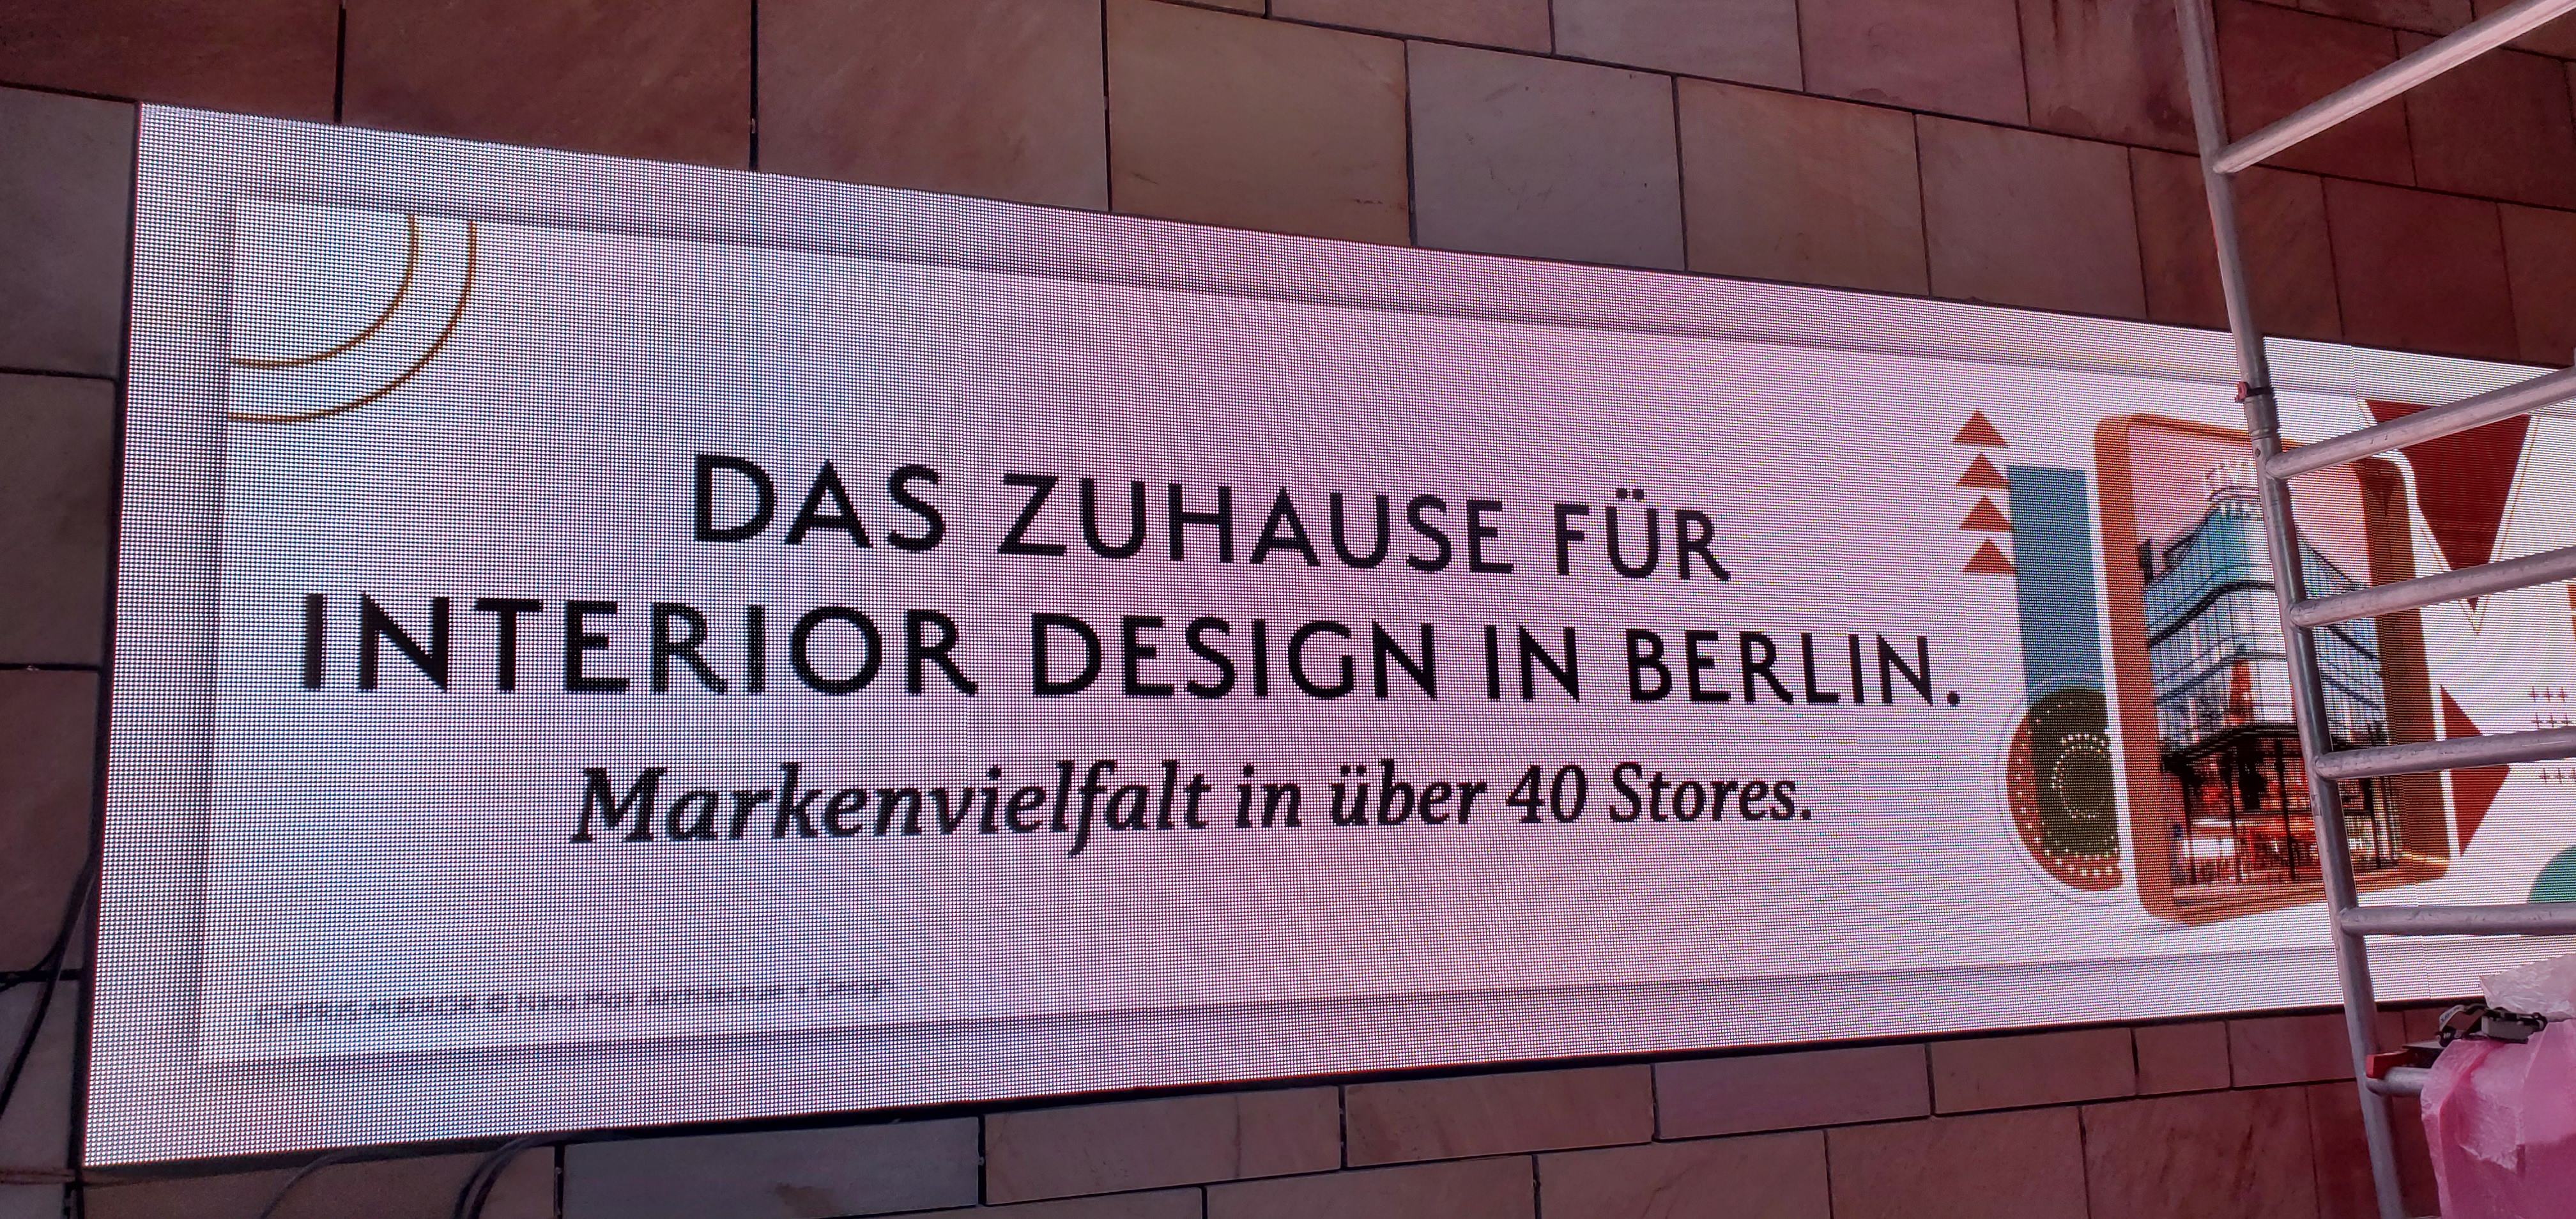 DAS ZUHAUSE FÜR
INTERIOR DESIGN IN BERLIN.
Markenvielfalt in über 40 Stores.